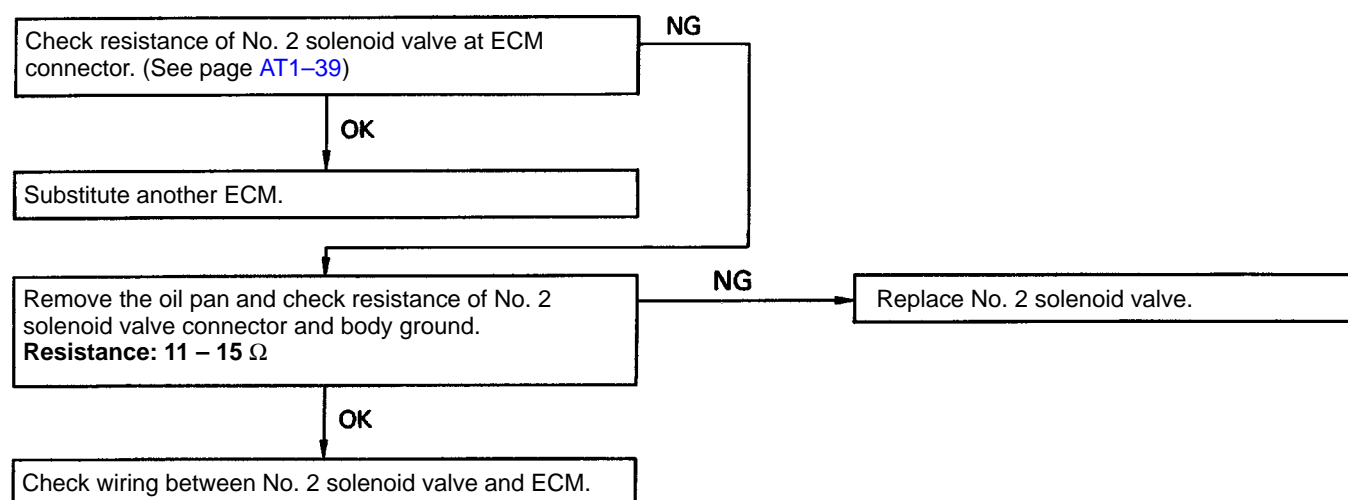 NG
Check resistance of No. 2 solenoid valve at ECM
connector. (See page AT1–39)
OK
Substitute another ECM.
Remove the oil pan and check resistance of No. 2
solenoid valve connector and body ground.
Resistance: 11 – 15 Ω
NG
Replace No. 2 solenoid valve.
OK
Check wiring between No. 2 solenoid valve and ECM.